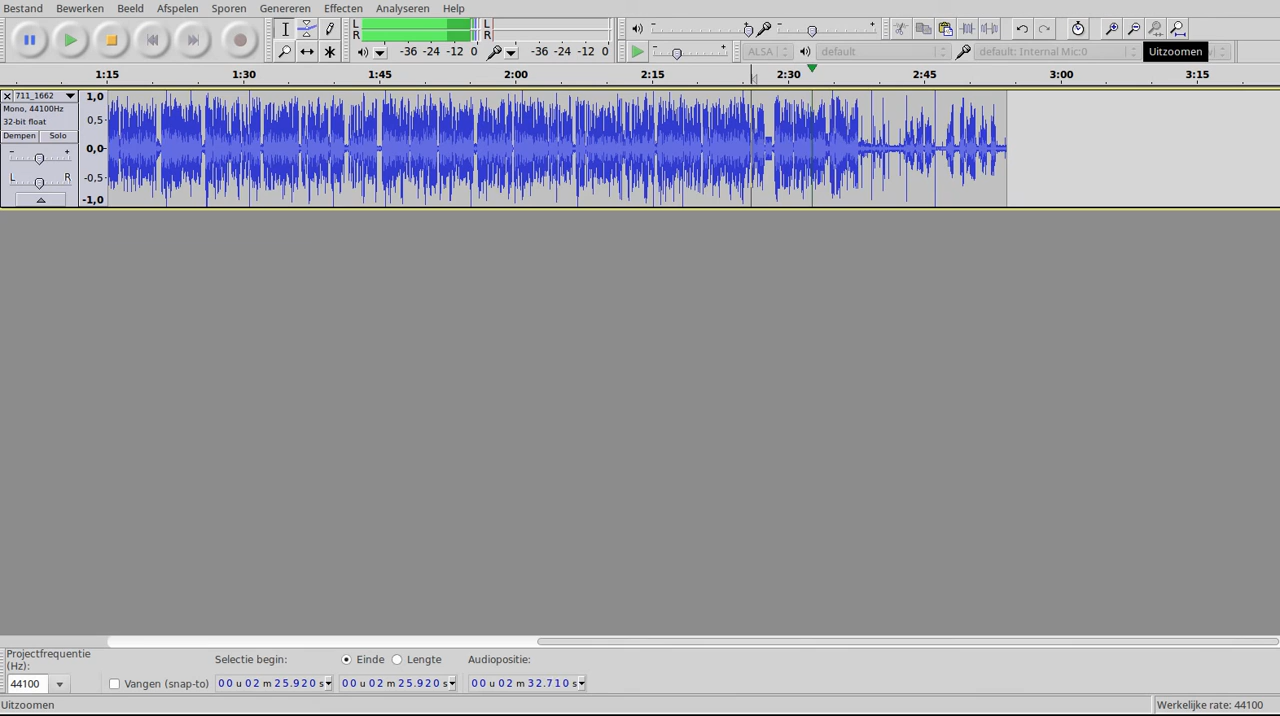 Bestand Bewerken Beeld Afspelen Sporen Genereren Effecten Analyseren Help
L
R
L
R
-36 -24 -12 0
-36 -24 -12 0
ALSA
default
default: Internal Mic:0
Uitzoomen
1:15 1:30 1:45 2:00 2:15 2:30 2:45 3:00 3:15
711_1662
Mono, 44100Hz
32-bit float
Dempen Solo
- +
L R
1,0
0,5
0,0
-0,5
-1,0
Projectfrequentie
(Hz):
44100
Vangen (snap-to)
Selectie begin:
Einde
Lengte
Audiopositie:
00 u 02 m 25.920 s
00 u 02 m 25.920 s
00 u 02 m 32.710 s
Uitzoomen
Werkelijke rate: 44100